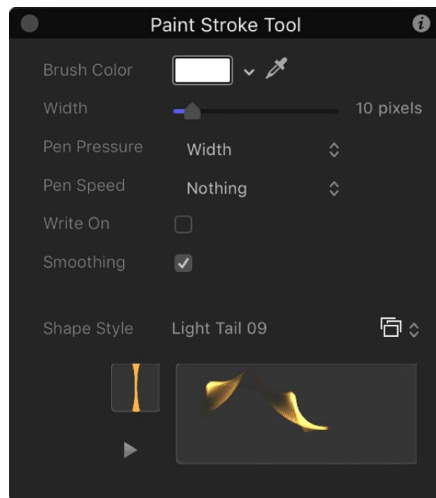 Paint Stroke Tool
Brush Color
Width 10 pixels
Pen Pressure Width
Pen Speed Nothing
Write On
Smoothing
Shape Style Light Tail 09